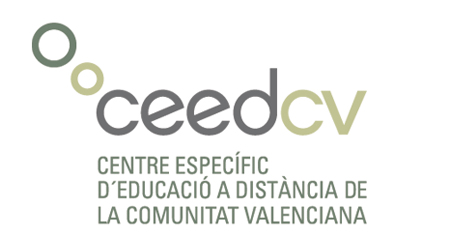 ceedcv
CENTRE ESPECÍFIC
D´EDUCACIÓ A DISTÀNCIA DE
LA COMUNITAT VALENCIANA